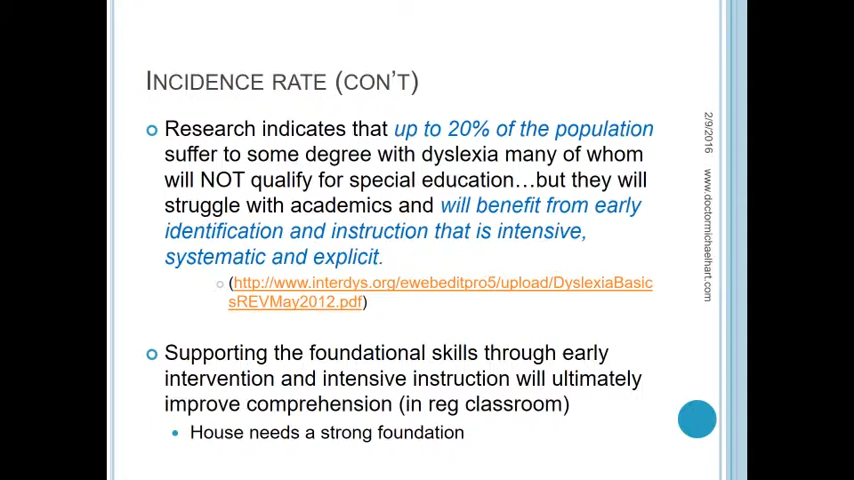 INCIDENCE RATE (CON'T)
Research indicates that up to 20% of the population
suffer to some degree with dyslexia many of whom
will NOT qualify for special education…but they will
struggle with academics and will benefit from early
identification and instruction that is intensive,
systematic and explicit.
(http://www.interdys.org/ewebeditpro5/upload/DyslexiaBasic
sREVMay2012.pdf)
Supporting the foundational skills through early
intervention and intensive instruction will ultimately
improve comprehension (in reg classroom)
House needs a strong foundation
2/9/2016 www.doctormichaelhart.com